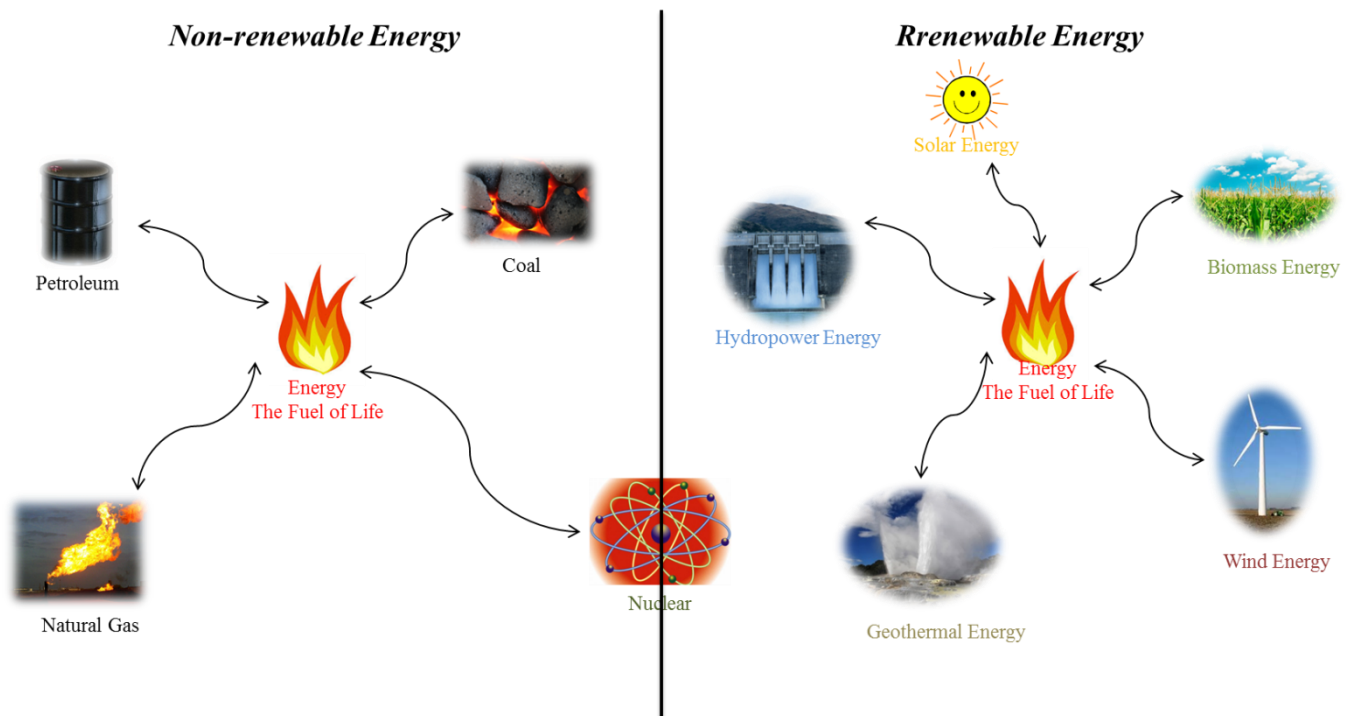 Non-renewable Energy
Petroleum
Coal
Energy
The Fuel of Life
Natural Gas
Nuclear
Rrenewable Energy
Solar Energy
Biomass Energy
Hydropower Energy
Energy
The Fuel of Life
Wind Energy
Geothermal Energy